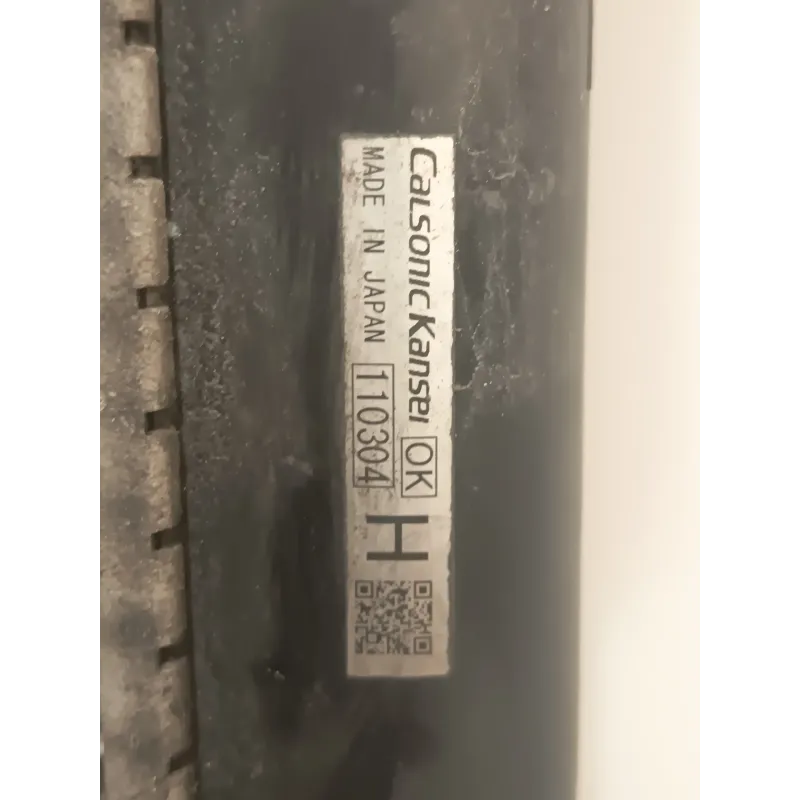 CalsonicKansei OK
MADE IN JAPAN 110304
H